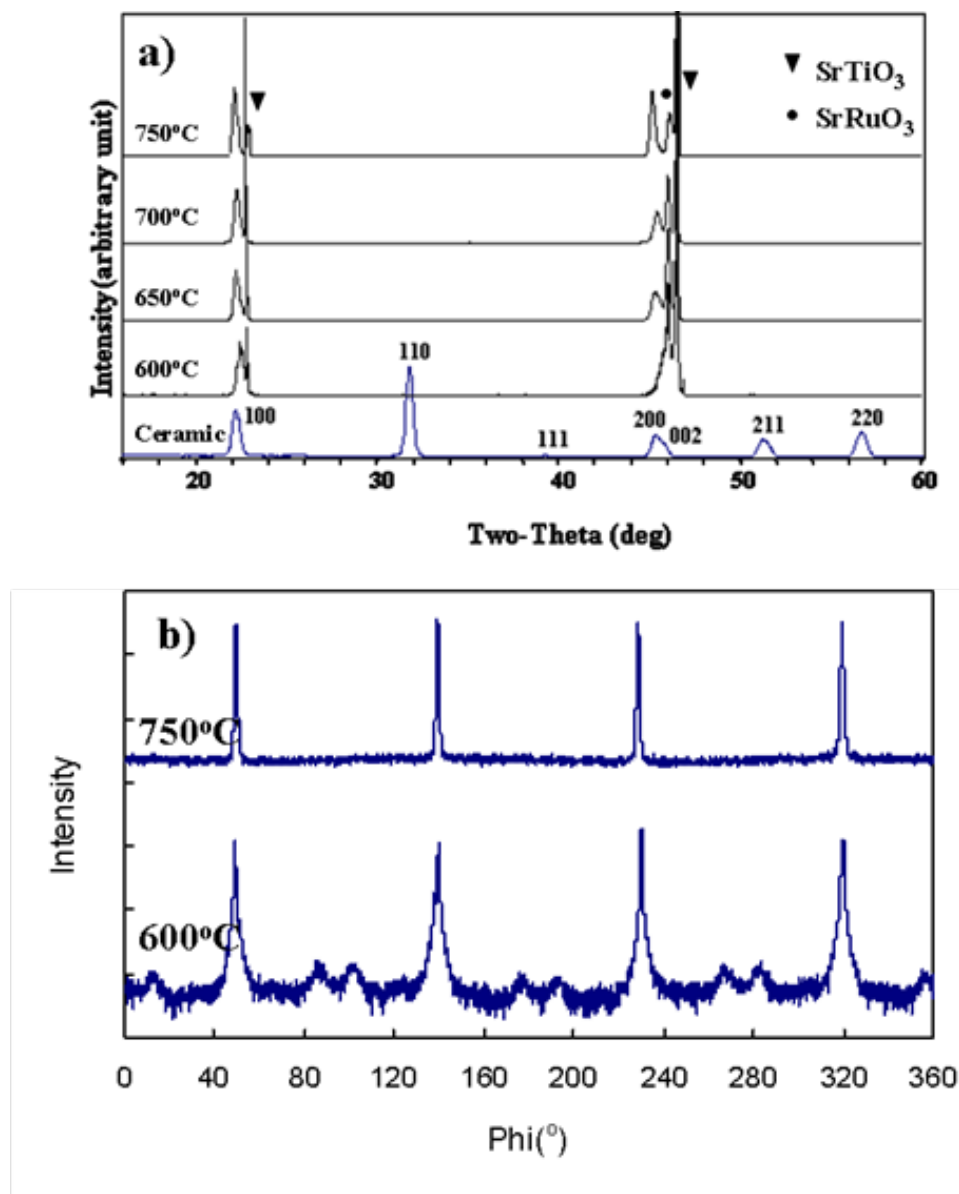 a)
▼ SrTiO₃
• SrRuO₃
Intensity (arbitrary unit)
750°C
700°C
650°C
600°C
Ceramic
100
110
111
200
002
211
220
20 30 40 50 60
Two-Theta (deg)
b)
Intensity
750°C
600°C
0 40 80 120 160 200 240 280 320 360
Phi(°)